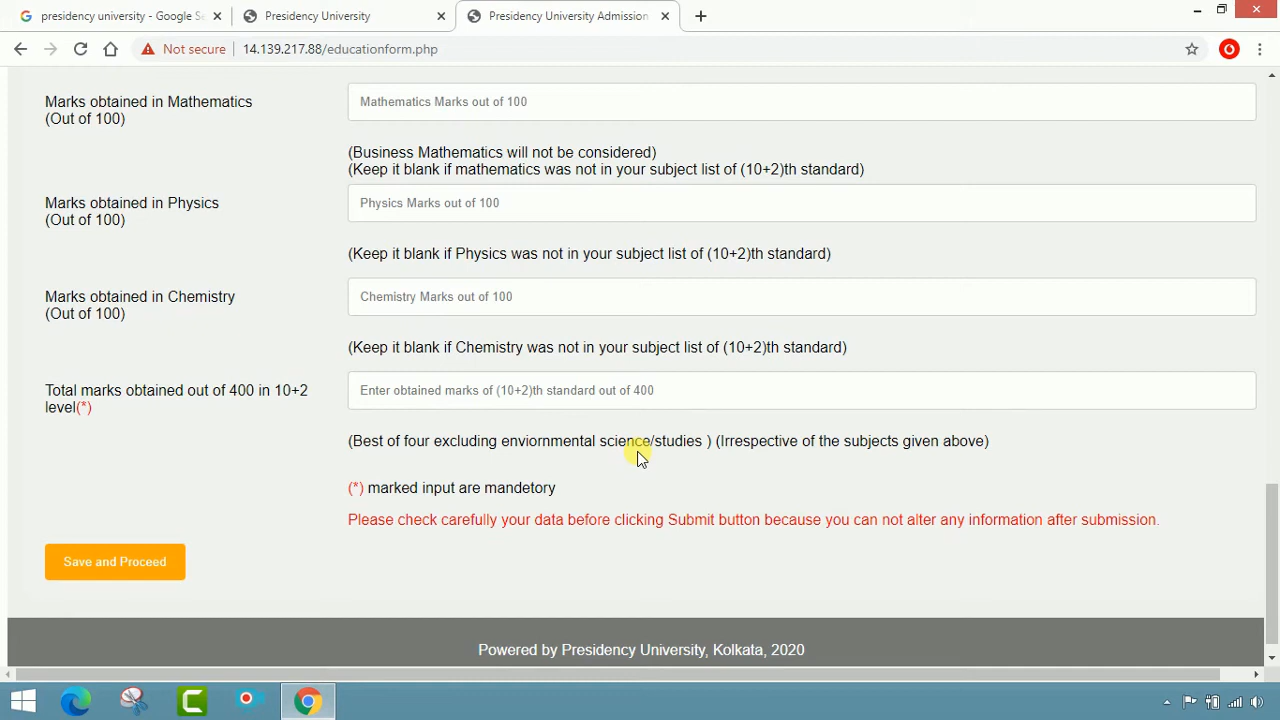 presidency university - Google Se
Presidency University
Presidency University Admission
Not secure
14.139.217.88/educationform.php
Marks obtained in Mathematics
(Out of 100)
Mathematics Marks out of 100
(Business Mathematics will not be considered)
(Keep it blank if mathematics was not in your subject list of (10+2)th standard)
Marks obtained in Physics
(Out of 100)
Physics Marks out of 100
(Keep it blank if Physics was not in your subject list of (10+2)th standard)
Marks obtained in Chemistry
(Out of 100)
Chemistry Marks out of 100
(Keep it blank if Chemistry was not in your subject list of (10+2)th standard)
Total marks obtained out of 400 in 10+2
level(*)
Enter obtained marks of (10+2)th standard out of 400
(Best of four excluding enviornmental science/studies ) (Irrespective of the subjects given above)
(*) marked input are mandetory
Please check carefully your data before clicking Submit button because you can not alter any information after submission.
Save and Proceed
Powered by Presidency University, Kolkata, 2020